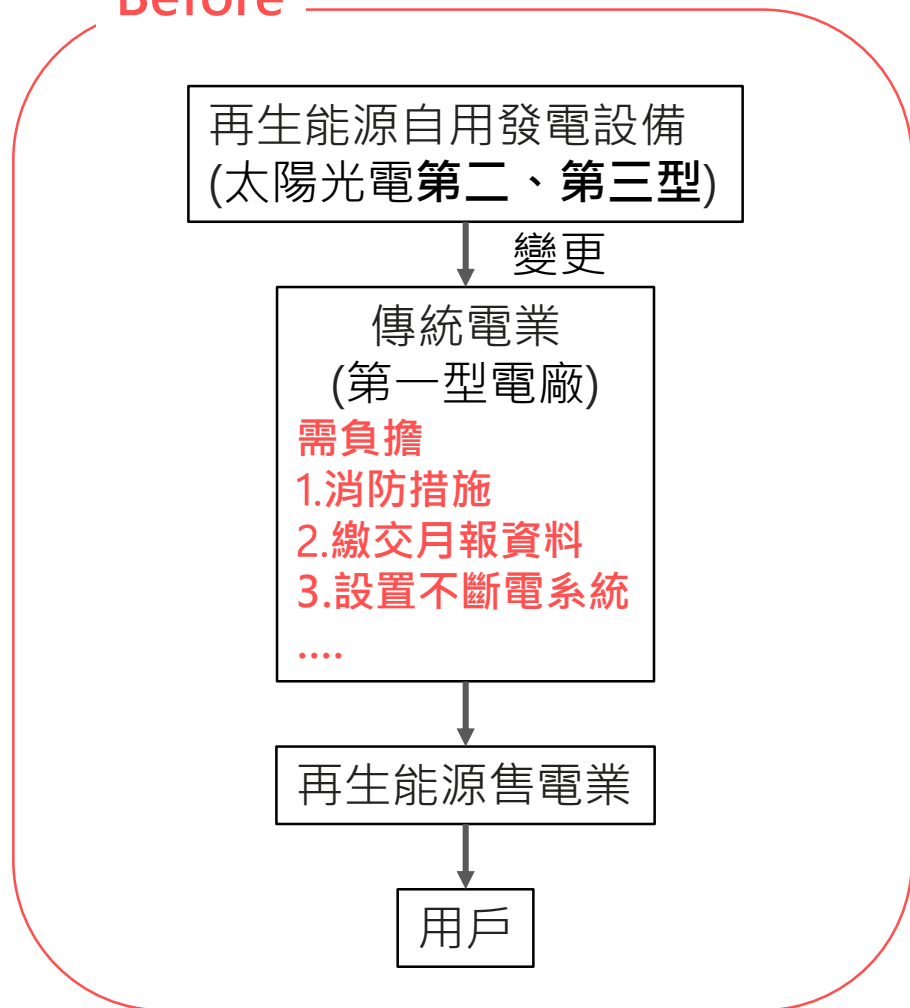 Before
再生能源自用發電設備
(太陽光電第二、第三型)
變更
傳統電業
(第一型電廠)
需負擔
1.消防措施
2.繳交月報資料
3.設置不斷電系統
....
再生能源售電業
用戶